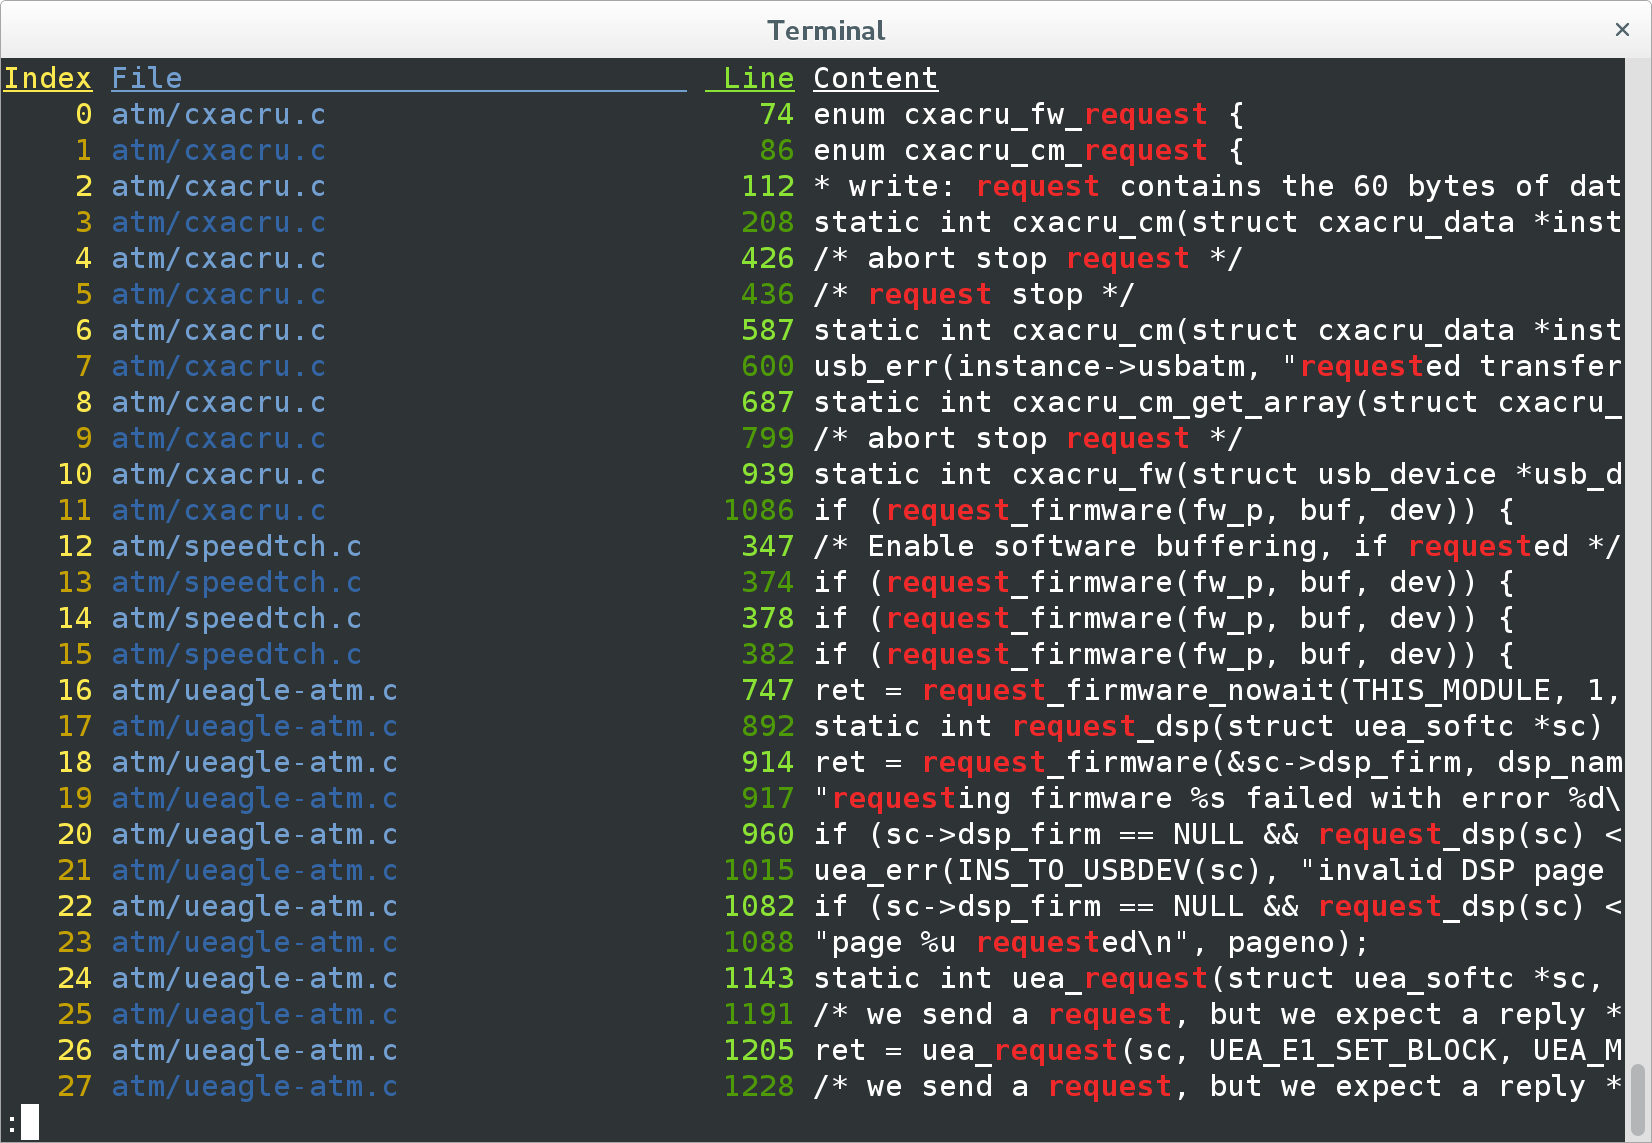 Terminal ×
Index File Line Content
0 atm/cxacru.c 74 enum cxacru_fw_request {
1 atm/cxacru.c 86 enum cxacru_cm_request {
2 atm/cxacru.c 112 * write: request contains the 60 bytes of dat
3 atm/cxacru.c 208 static int cxacru_cm(struct cxacru_data *inst
4 atm/cxacru.c 426 /* abort stop request */
5 atm/cxacru.c 436 /* request stop */
6 atm/cxacru.c 587 static int cxacru_cm(struct cxacru_data *inst
7 atm/cxacru.c 600 usb_err(instance->usbatm, "requested transfer
8 atm/cxacru.c 687 static int cxacru_cm_get_array(struct cxacru_
9 atm/cxacru.c 799 /* abort stop request */
10 atm/cxacru.c 939 static int cxacru_fw(struct usb_device *usb_d
11 atm/cxacru.c 1086 if (request_firmware(fw_p, buf, dev)) {
12 atm/speedtch.c 347 /* Enable software buffering, if requested */
13 atm/speedtch.c 374 if (request_firmware(fw_p, buf, dev)) {
14 atm/speedtch.c 378 if (request_firmware(fw_p, buf, dev)) {
15 atm/speedtch.c 382 if (request_firmware(fw_p, buf, dev)) {
16 atm/ueagle-atm.c 747 ret = request_firmware_nowait(THIS_MODULE, 1,
17 atm/ueagle-atm.c 892 static int request_dsp(struct uea_softc *sc)
18 atm/ueagle-atm.c 914 ret = request_firmware(&sc->dsp_firm, dsp_nam
19 atm/ueagle-atm.c 917 "requesting firmware %s failed with error %d\
20 atm/ueagle-atm.c 960 if (sc->dsp_firm == NULL && request_dsp(sc) <
21 atm/ueagle-atm.c 1015 uea_err(INS_TO_USBDEV(sc), "invalid DSP page
22 atm/ueagle-atm.c 1082 if (sc->dsp_firm == NULL && request_dsp(sc) <
23 atm/ueagle-atm.c 1088 "page %u requested\n", pageno);
24 atm/ueagle-atm.c 1143 static int uea_request(struct uea_softc *sc,
25 atm/ueagle-atm.c 1191 /* we send a request, but we expect a reply *
26 atm/ueagle-atm.c 1205 ret = uea_request(sc, UEA_E1_SET_BLOCK, UEA_M
27 atm/ueagle-atm.c 1228 /* we send a request, but we expect a reply *
: